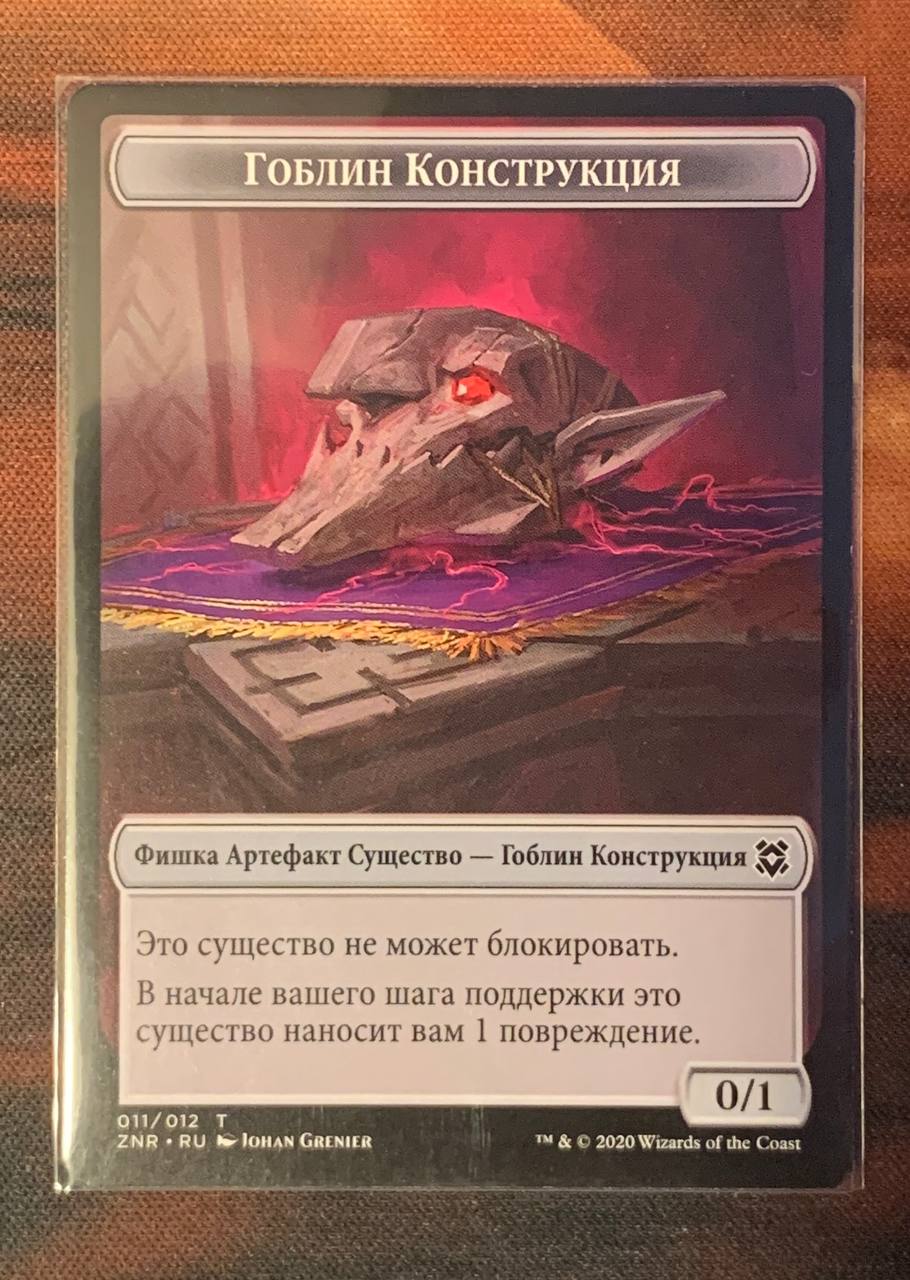 Гоблин Конструкция
Фишка Артефакт Существо — Гоблин Конструкция
Это существо не может блокировать.
В начале вашего шага поддержки это
существо наносит вам 1 повреждение.
0/1
011/012 T
ZNR • RU Johan Grenier
™ & © 2020 Wizards of the Coast